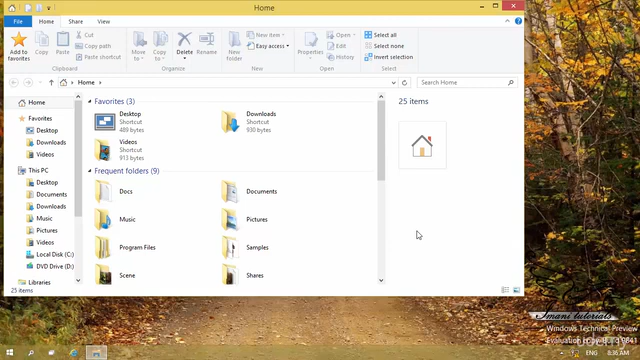 Home
File Home Share View
Add to favorites
Copy
Paste
Cut
Copy path
Paste shortcut
Clipboard
Move to
Copy to
Delete
Rename
Organize
New folder
Easy access
New
Properties
Open
Edit
History
Open
Select all
Select none
Invert selection
Select
Home
Search Home
Home
Favorites
Desktop
Downloads
Videos
This PC
Desktop
Documents
Downloads
Music
Pictures
Videos
Local Disk (C:)
DVD Drive (D:)
Libraries
Favorites (3)
Desktop
Shortcut
489 bytes
Downloads
Shortcut
930 bytes
Videos
Shortcut
913 bytes
Frequent folders (9)
Docs
Documents
Music
Pictures
Program Files
Samples
Scene
Shares
25 items
25 items
Imani tutorials
Windows Technical Preview
Evaluation copy. Build 9841
ENG 8:36 AM